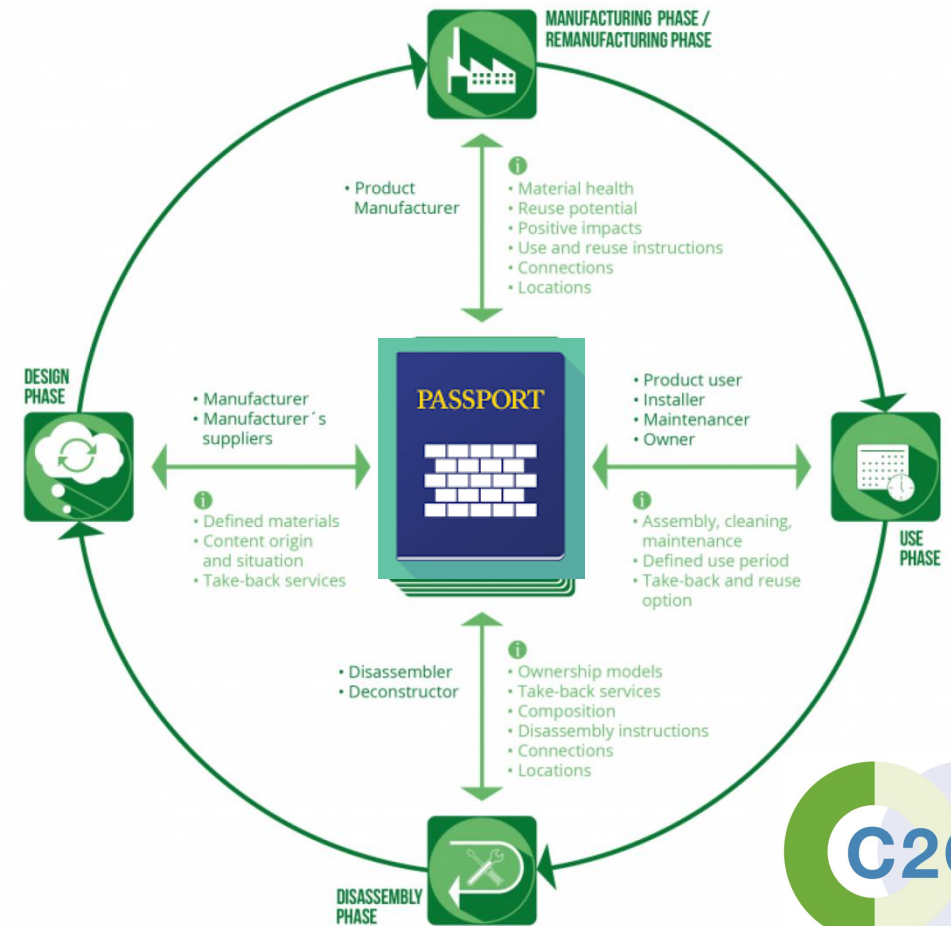 MANUFACTURING PHASE /
REMANUFACTURING PHASE
• Product
Manufacturer
• Material health
• Reuse potential
• Positive impacts
• Use and reuse instructions
• Connections
• Locations
DESIGN
PHASE
• Manufacturer
• Manufacturer´s
suppliers
• Defined materials
• Content origin
and situation
• Take-back services
PASSPORT
• Product user
• Installer
• Maintenancer
• Owner
• Assembly, cleaning,
maintenance
• Defined use period
• Take-back and reuse
option
USE
PHASE
• Disassembler
• Deconstructor
• Ownership models
• Take-back services
• Composition
• Disassembly instructions
• Connections
• Locations
DISASSEMBLY
PHASE